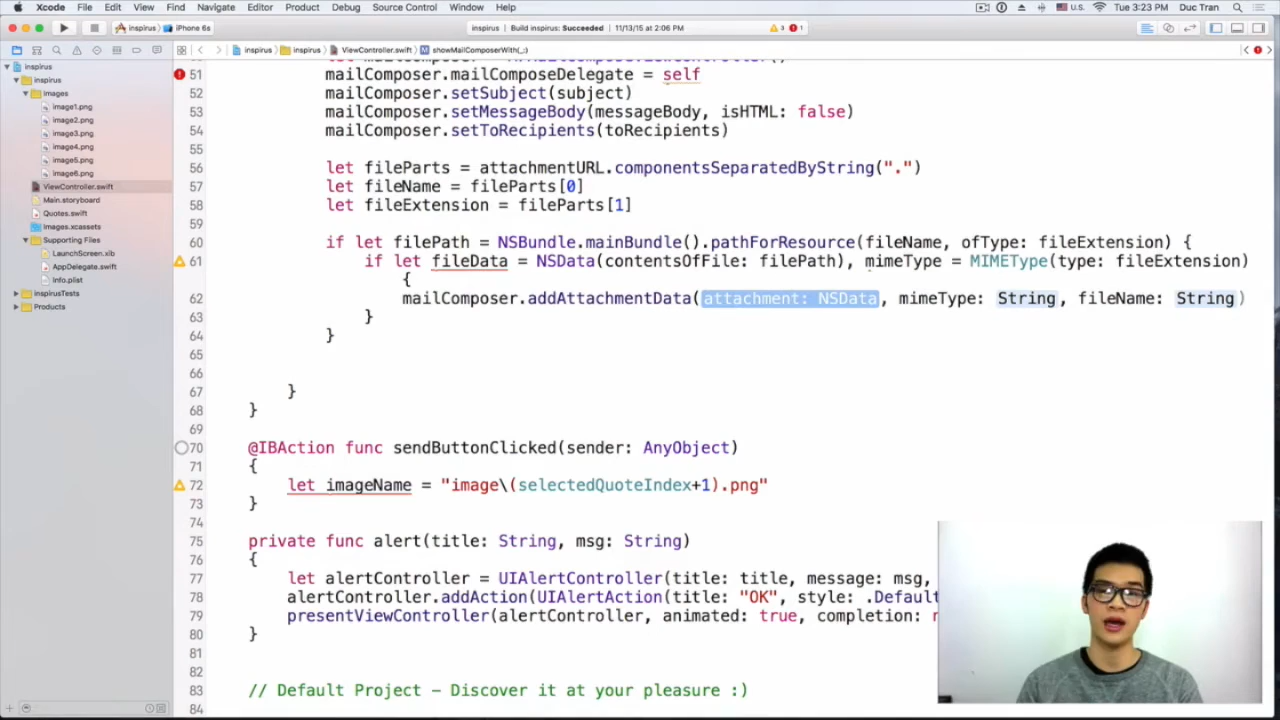 Xcode File Edit View Find Navigate Editor Product Debug Source Control Window Help U.S. Tue 3:23 PM Duc Tran
inspirus iPhone 6s inspirus | Build inspirus: Succeeded | 11/13/15 at 2:06 PM 3 1
inspirus inspirus ViewController.swift M showMailComposerWith(_:)
inspirus
inspirus
Images
image1.png
image2.png
image3.png
image4.png
image5.png
image6.png
ViewController.swift
Main.storyboard
Quotes.swift
Images.xcassets
Supporting Files
LaunchScreen.xib
AppDelegate.swift
Info.plist
inspirusTests
Products
51 mailComposer.mailComposeDelegate = self
52 mailComposer.setSubject(subject)
53 mailComposer.setMessageBody(messageBody, isHTML: false)
54 mailComposer.setToRecipients(toRecipients)
55
56 let fileParts = attachmentURL.componentsSeparatedByString(".")
57 let fileName = fileParts[0]
58 let fileExtension = fileParts[1]
59
60 if let filePath = NSBundle.mainBundle().pathForResource(fileName, ofType: fileExtension) {
61 if let fileData = NSData(contentsOfFile: filePath), mimeType = MIMEType(type: fileExtension)
{
62 mailComposer.addAttachmentData(attachment: NSData, mimeType: String, fileName: String)
63 }
64 }
65
66
67 }
68 }
69
70 @IBAction func sendButtonClicked(sender: AnyObject)
71 {
72 let imageName = "image\(selectedQuoteIndex+1).png"
73 }
74
75 private func alert(title: String, msg: String)
76 {
77 let alertController = UIAlertController(title: title, message: msg,
78 alertController.addAction(UIAlertAction(title: "OK", style: .Default
79 presentViewController(alertController, animated: true, completion: n
80 }
81
82
83 // Default Project – Discover it at your pleasure :)
84